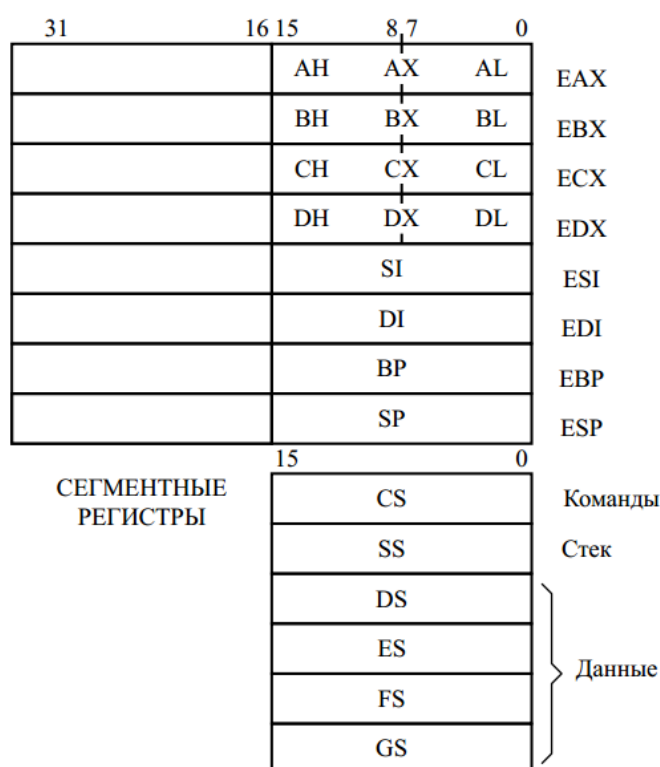 31 16 15 8,7 0
AH AX AL EAX
BH BX BL EBX
CH CX CL ECX
DH DX DL EDX
SI ESI
DI EDI
BP EBP
SP ESP
15 0
СЕГМЕНТНЫЕ
РЕГИСТРЫ
CS Команды
SS Стек
DS
ES
Данные
FS
GS